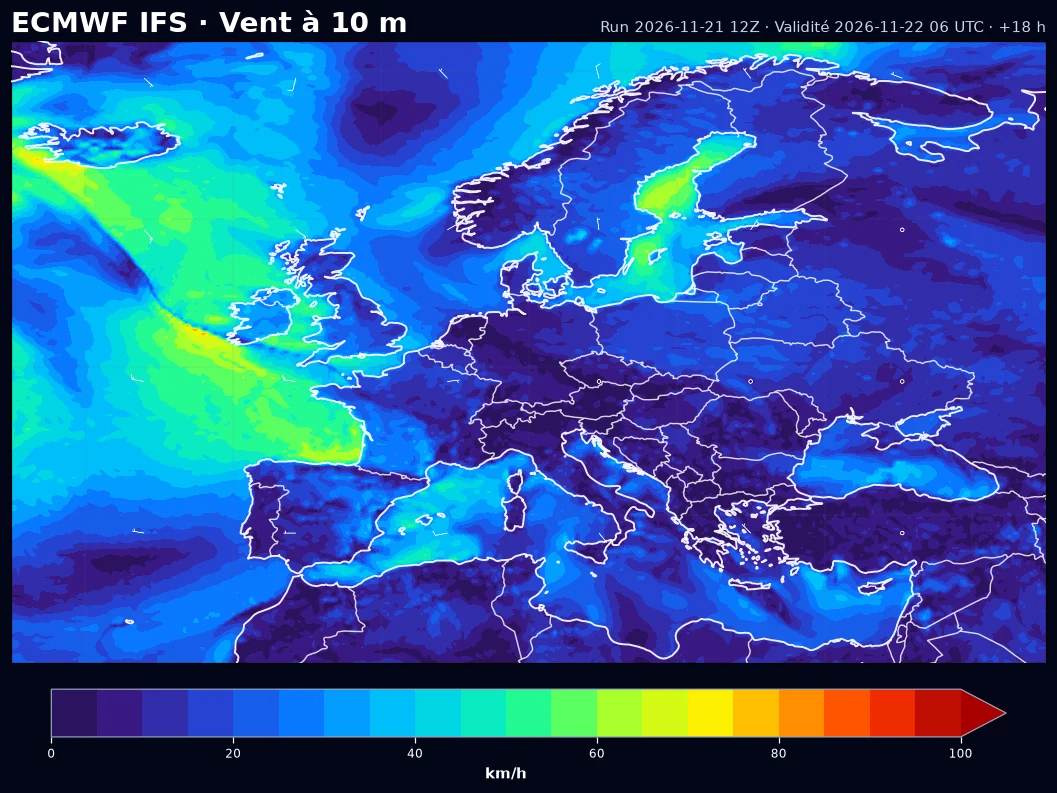 ECMWF IFS · Vent à 10 m
Run 2026-11-21 12Z · Validité 2026-11-22 06 UTC · +18 h
0 20 40 60 80 100
km/h